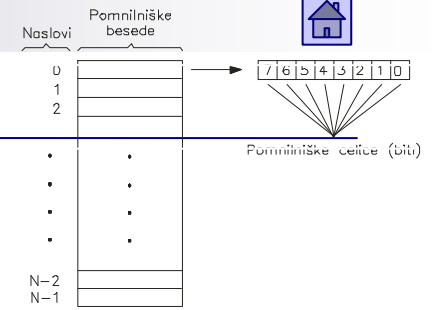 Naslovi
Pomnilniške
besede
0
1
2
7 6 5 4 3 2 1 0
Pomnilniške celice (biti)
N-2
N-1